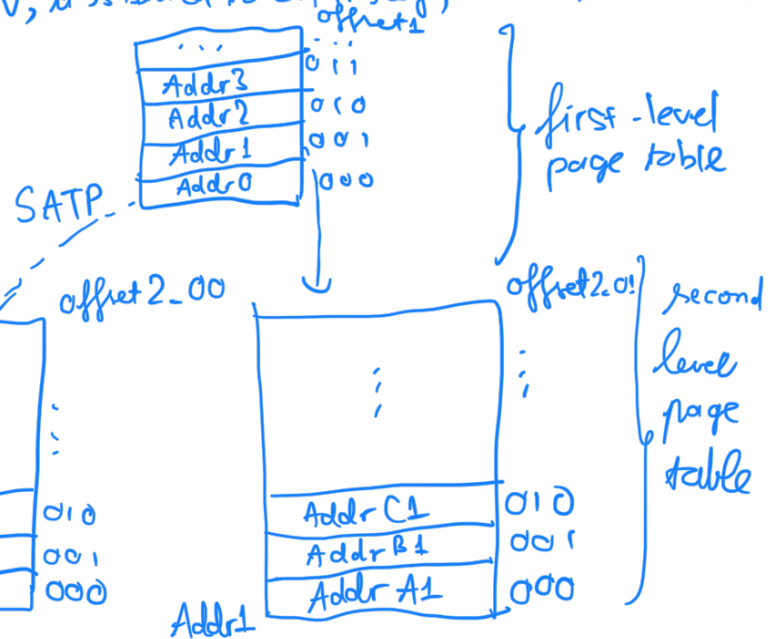 offset1
...
Addr3 011
Addr2 010
Addr1 001
Addr0 000
first-level
page table
SATP
offset2_00
offset2_01
second
level
page
table
010
001
000
Addr C1 010
Addr B1 001
Addr A1 000
Addr1